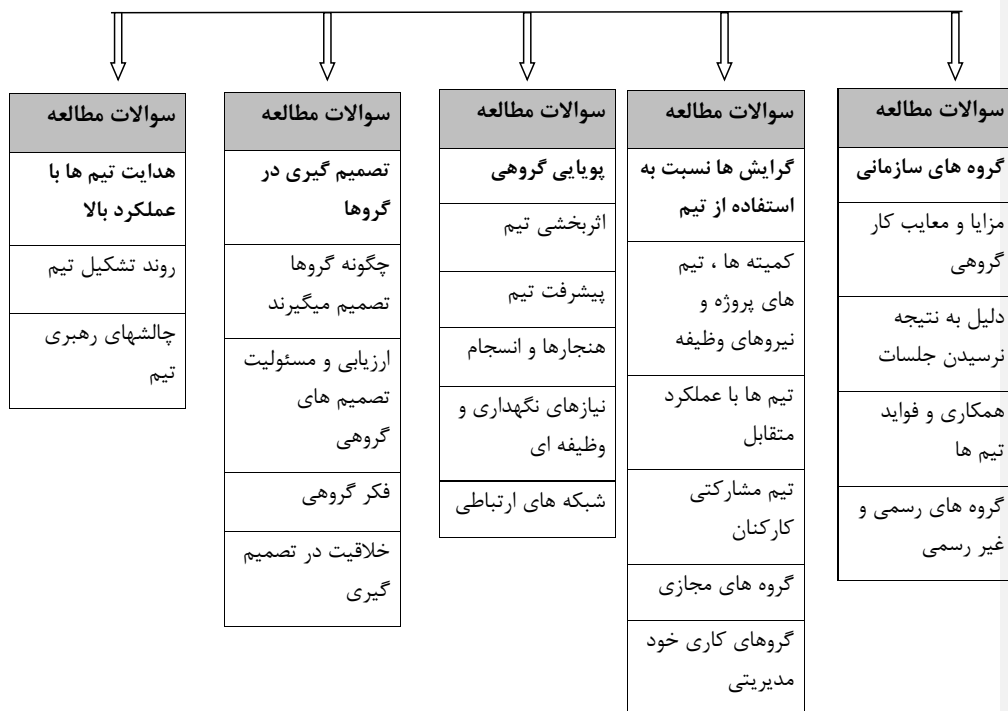 سوالات مطالعه
گروه های سازمانی
مزایا و معایب کار
گروهی
دلیل به نتیجه
نرسیدن جلسات
همکاری و فواید
تیم ها
گروه های رسمی و
غیر رسمی
سوالات مطالعه
گرایش ها نسبت به
استفاده از تیم
کمیته ها ، تیم
های پروژه و
نیروهای وظیفه
تیم ها با عملکرد
متقابل
تیم مشارکتی
کارکنان
گروه های مجازی
گروهای کاری خود
مدیریتی
سوالات مطالعه
پویایی گروهی
اثربخشی تیم
پیشرفت تیم
هنجارها و انسجام
نیازهای نگهداری و
وظیفه ای
شبکه های ارتباطی
سوالات مطالعه
تصمیم گیری در
گروها
چگونه گروها
تصمیم میگیرند
ارزیابی و مسئولیت
تصمیم های
گروهی
فکر گروهی
خلاقیت در تصمیم
گیری
سوالات مطالعه
هدایت تیم ها با
عملکرد بالا
روند تشکیل تیم
چالشهای رهبری
تیم